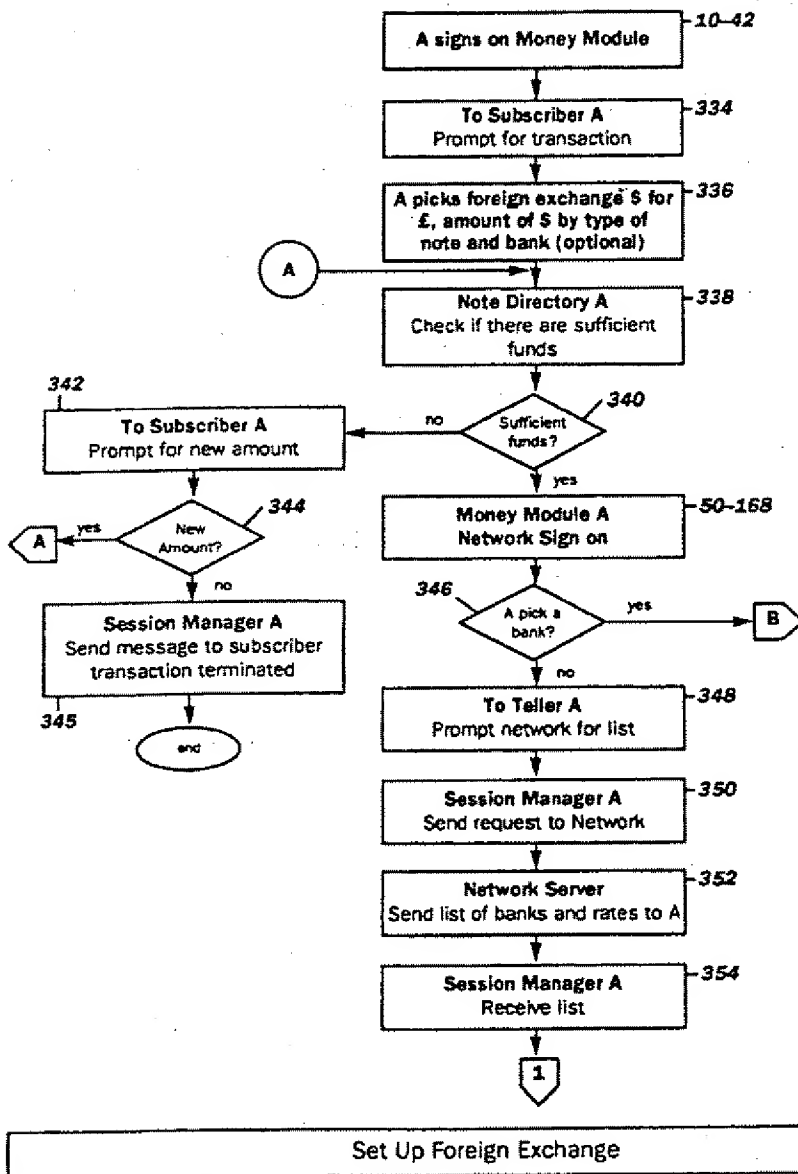 A signs on Money Module
10–42
To Subscriber A
Prompt for transaction
334
A picks foreign exchange $ for
£, amount of $ by type of
note and bank (optional)
336
A
Note Directory A
Check if there are sufficient
funds
338
Sufficient
funds?
340
no
yes
342
To Subscriber A
Prompt for new amount
New
Amount?
344
yes
A
no
Session Manager A
Send message to subscriber
transaction terminated
345
end
Money Module A
Network Sign on
50–168
346
A pick a
bank?
yes
B
no
To Teller A
Prompt network for list
348
Session Manager A
Send request to Network
350
Network Server
Send list of banks and rates to A
352
Session Manager A
Receive list
354
1
Set Up Foreign Exchange